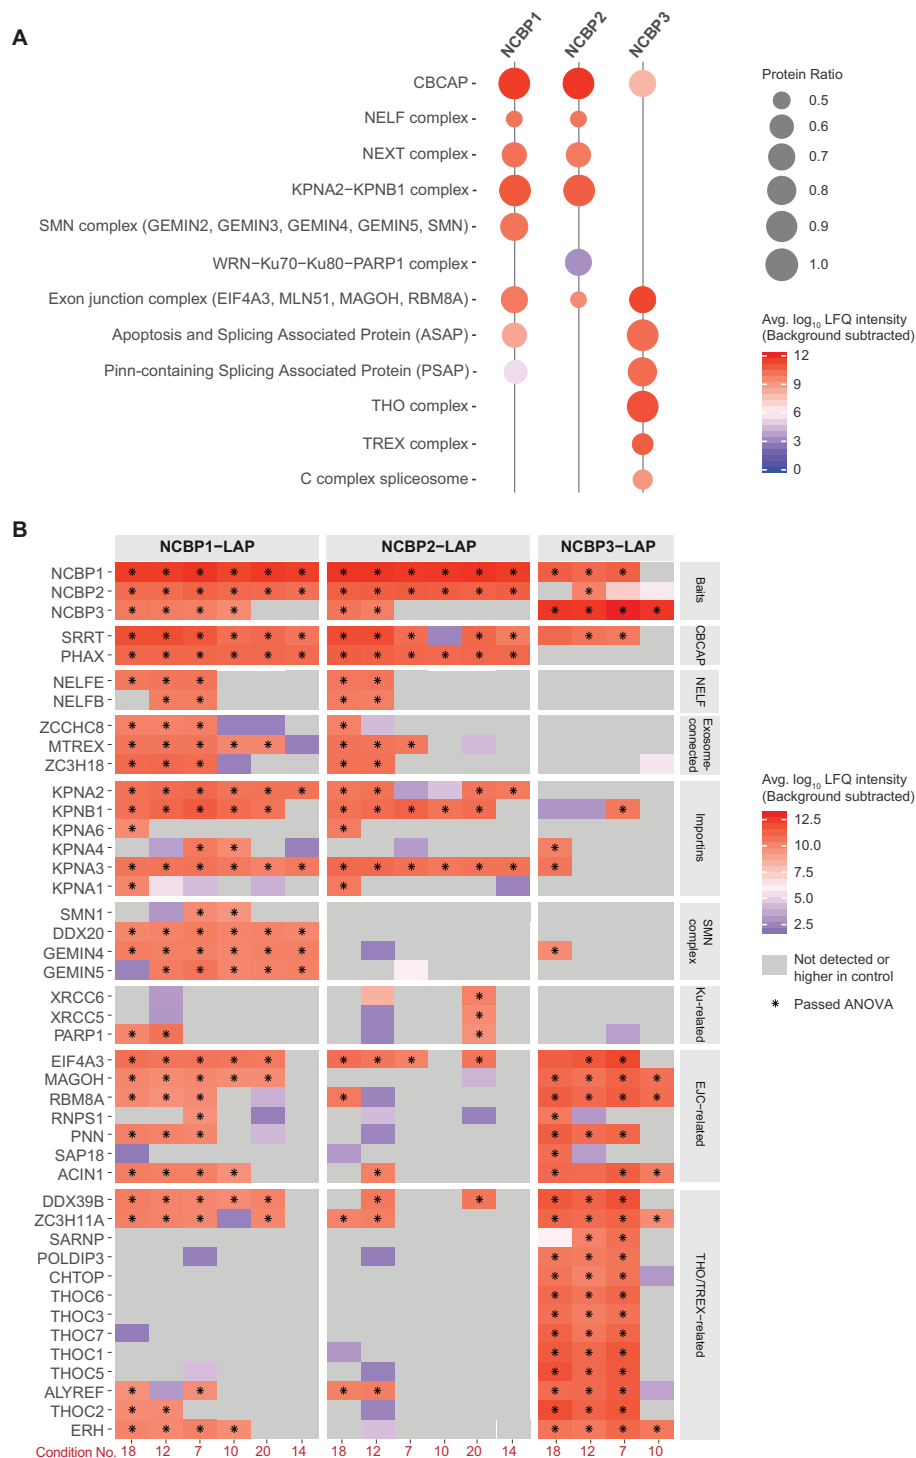 A
NCBP1 NCBP2 NCBP3
CBCAP
NELF complex
NEXT complex
KPNA2−KPNB1 complex
SMN complex (GEMIN2, GEMIN3, GEMIN4, GEMIN5, SMN)
WRN−Ku70−Ku80−PARP1 complex
Exon junction complex (EIF4A3, MLN51, MAGOH, RBM8A)
Apoptosis and Splicing Associated Protein (ASAP)
Pinn-containing Splicing Associated Protein (PSAP)
THO complex
TREX complex
C complex spliceosome
Protein Ratio
0.5
0.6
0.7
0.8
0.9
1.0
Avg. log10 LFQ intensity
(Background subtracted)
12
9
6
3
0
B
NCBP1−LAP NCBP2−LAP NCBP3−LAP
NCBP1
NCBP2
NCBP3
Baits
SRRT
PHAX
CBCAP
NELFE
NELFB
NELF
ZCCHC8
MTREX
ZC3H18
Exosome-
connected
KPNA2
KPNB1
KPNA6
KPNA4
KPNA3
KPNA1
Importins
SMN1
DDX20
GEMIN4
GEMIN5
SMN
complex
XRCC6
XRCC5
PARP1
Ku-related
EIF4A3
MAGOH
RBM8A
RNPS1
PNN
SAP18
ACIN1
EJC-related
DDX39B
ZC3H11A
SARNP
POLDIP3
CHTOP
THOC6
THOC3
THOC7
THOC1
THOC5
ALYREF
THOC2
ERH
THO/TREX-related
Condition No. 18 12 7 10 20 14 18 12 7 10 20 14 18 12 7 10
Avg. log10 LFQ intensity
(Background subtracted)
12.5
10.0
7.5
5.0
2.5
Not detected or
higher in control
* Passed ANOVA